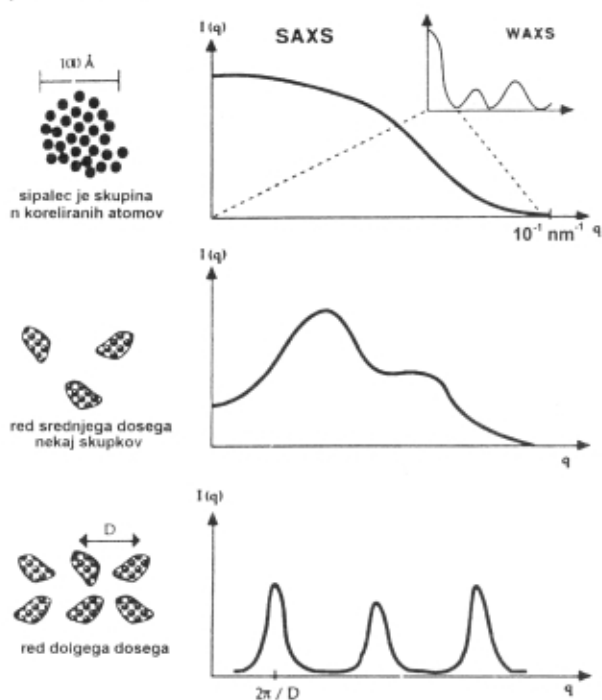 I(q)
SAXS
WAXS
100 Å
sipalec je skupina
n koreliranih atomov
10⁻¹ nm⁻¹ q
I(q)
red srednjega dosega
nekaj skupkov
q
I(q)
D
red dolgega dosega
2π / D
q